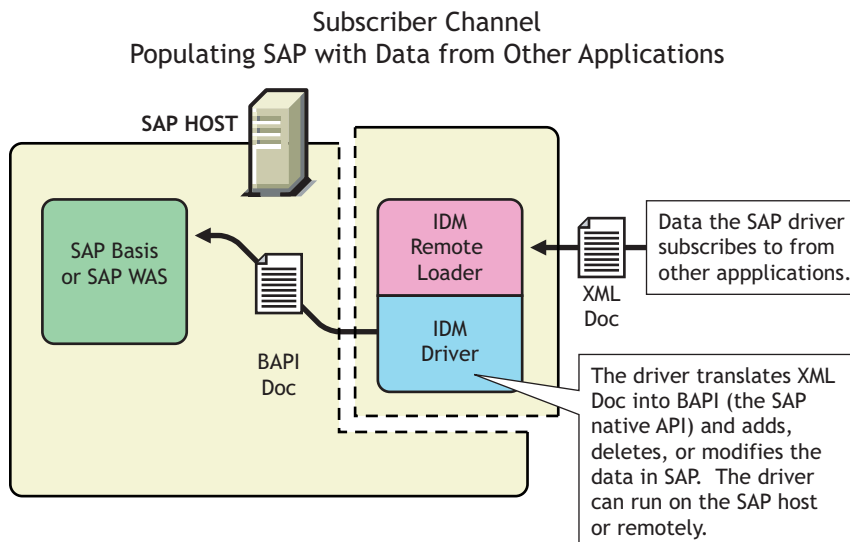 Subscriber Channel
Populating SAP with Data from Other Applications
SAP HOST
SAP Basis
or SAP WAS
BAPI
Doc
IDM
Remote
Loader
IDM
Driver
XML
Doc
Data the SAP driver
subscribes to from
other appplications.
The driver translates XML
Doc into BAPI (the SAP
native API) and adds,
deletes, or modifies the
data in SAP.  The driver
can run on the SAP host
or remotely.